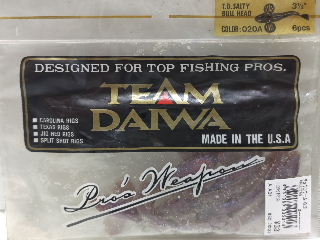 T.D. SALTY
BULL HEAD
3½"
COLOR: 020A
6pcs
DESIGNED FOR TOP FISHING PROS.
TEAM
DAIWA
CAROLINA RIGS
TEXAS RIGS
JIG HEAD RIGS
SPLIT SHOT RIGS
MADE IN THE U.S.A
Pro's Weapon